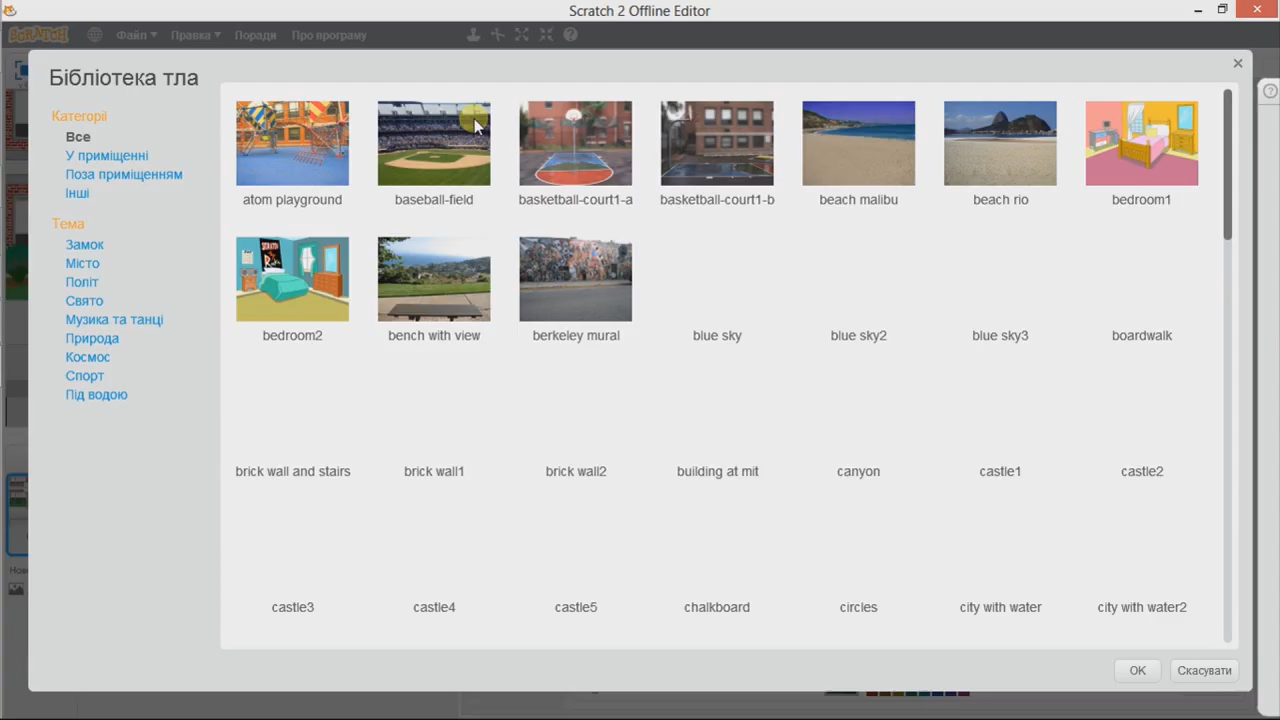 Scratch 2 Offline Editor
SCRATCH Файл Правка Поради Про програму
Бібліотека тла
Категорії
Все
У приміщенні
Поза приміщенням
Інші
Тема
Замок
Місто
Політ
Свято
Музика та танці
Природа
Космос
Спорт
Під водою
atom playground baseball-field basketball-court1-a basketball-court1-b beach malibu beach rio bedroom1
bedroom2 bench with view berkeley mural blue sky blue sky2 blue sky3 boardwalk
brick wall and stairs brick wall1 brick wall2 building at mit canyon castle1 castle2
castle3 castle4 castle5 chalkboard circles city with water city with water2
OK Скасувати